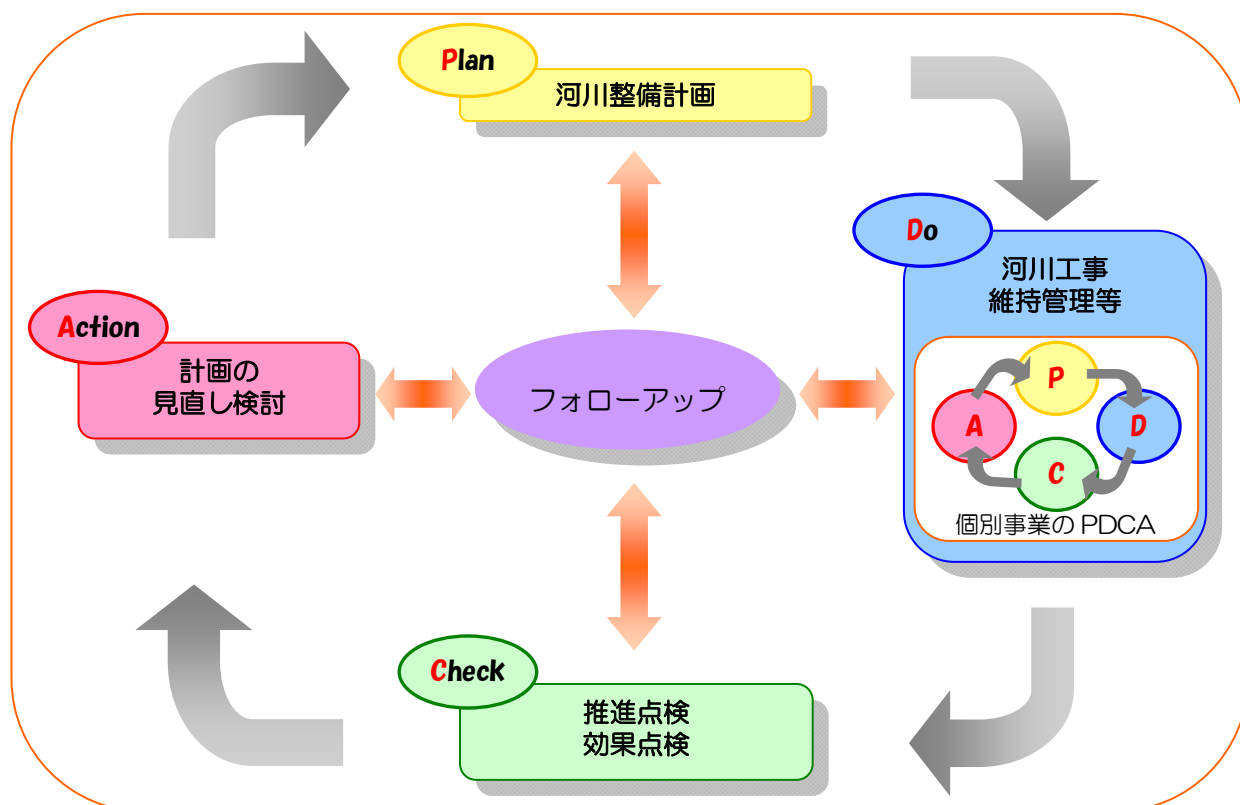 Plan
河川整備計画
Do
河川工事
維持管理等
P
D
C
A
個別事業の PDCA
Check
推進点検
効果点検
Action
計画の
見直し検討
フォローアップ